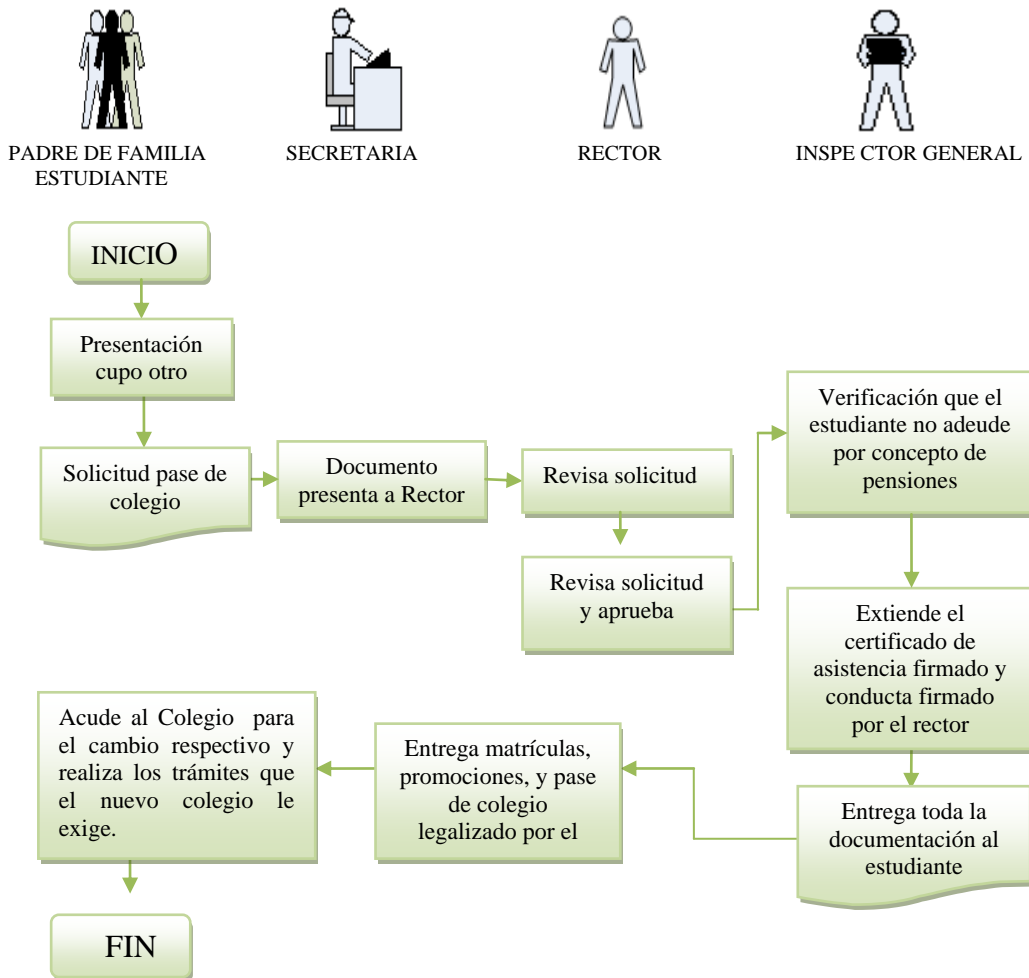 PADRE DE FAMILIA
ESTUDIANTE
SECRETARIA
RECTOR
INSPE CTOR GENERAL
INICIO
Presentación
cupo otro
Solicitud pase de
colegio
Documento
presenta a Rector
Revisa solicitud
Revisa solicitud
y aprueba
Verificación que el
estudiante no adeude
por concepto de
pensiones
Extiende el
certificado de
asistencia firmado y
conducta firmado
por el rector
Entrega toda la
documentación al
estudiante
Entrega matrículas,
promociones, y pase
de colegio
legalizado por el
Acude al Colegio para
el cambio respectivo y
realiza los trámites que
el nuevo colegio le
exige.
FIN